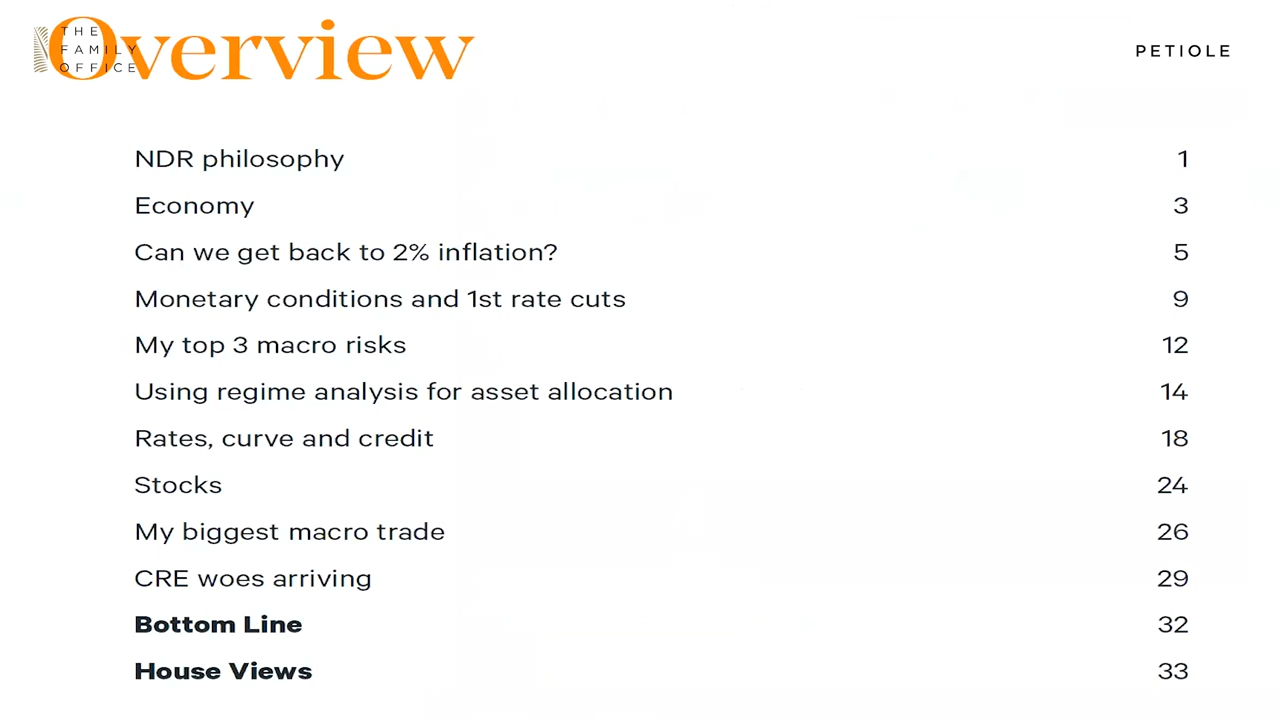 Overview
THE
FAMILY
OFFICE
PETIOLE
NDR philosophy 1
Economy 3
Can we get back to 2% inflation? 5
Monetary conditions and 1st rate cuts 9
My top 3 macro risks 12
Using regime analysis for asset allocation 14
Rates, curve and credit 18
Stocks 24
My biggest macro trade 26
CRE woes arriving 29
Bottom Line 32
House Views 33